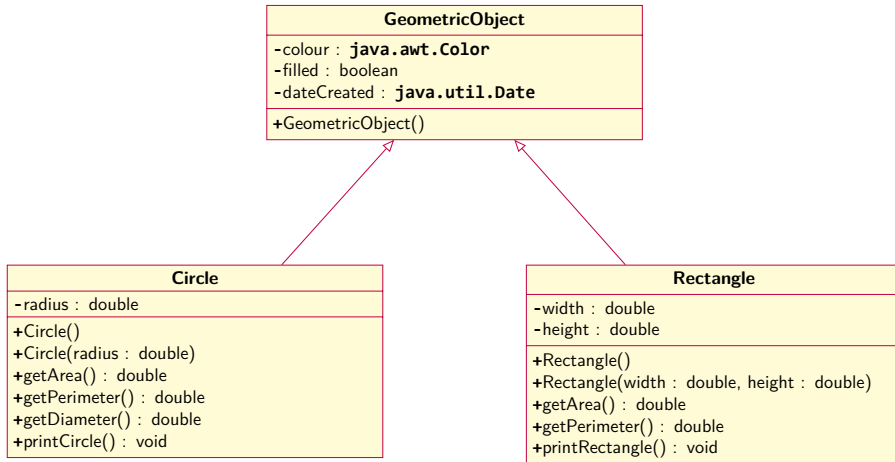 GeometricObject
-colour : java.awt.Color
-filled : boolean
-dateCreated : java.util.Date
+GeometricObject()
Circle
-radius : double
+Circle()
+Circle(radius : double)
+getArea() : double
+getPerimeter() : double
+getDiameter() : double
+printCircle() : void
Rectangle
-width : double
-height : double
+Rectangle()
+Rectangle(width : double, height : double)
+getArea() : double
+getPerimeter() : double
+printRectangle() : void